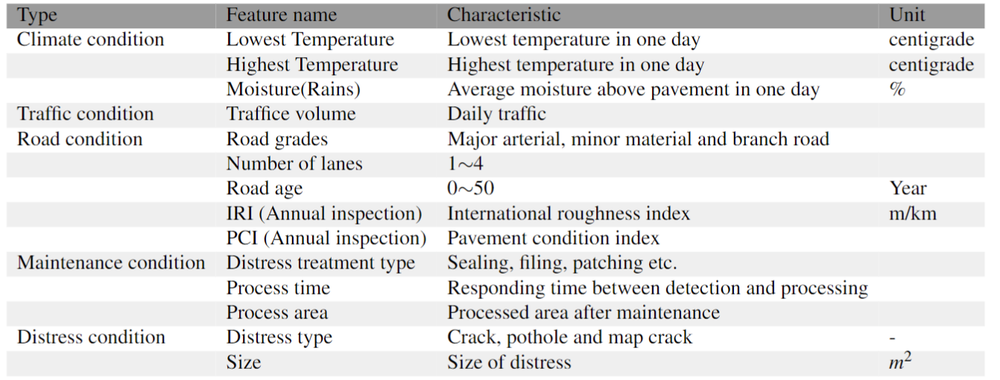 Type Feature name Characteristic Unit
Climate condition Lowest Temperature Lowest temperature in one day centigrade
Highest Temperature Highest temperature in one day centigrade
Moisture(Rains) Average moisture above pavement in one day %
Traffic condition Traffice volume Daily traffic
Road condition Road grades Major arterial, minor material and branch road
Number of lanes 1∼4
Road age 0∼50 Year
IRI (Annual inspection) International roughness index m/km
PCI (Annual inspection) Pavement condition index
Maintenance condition Distress treatment type Sealing, filing, patching etc.
Process time Responding time between detection and processing
Process area Processed area after maintenance
Distress condition Distress type Crack, pothole and map crack -
Size Size of distress m²